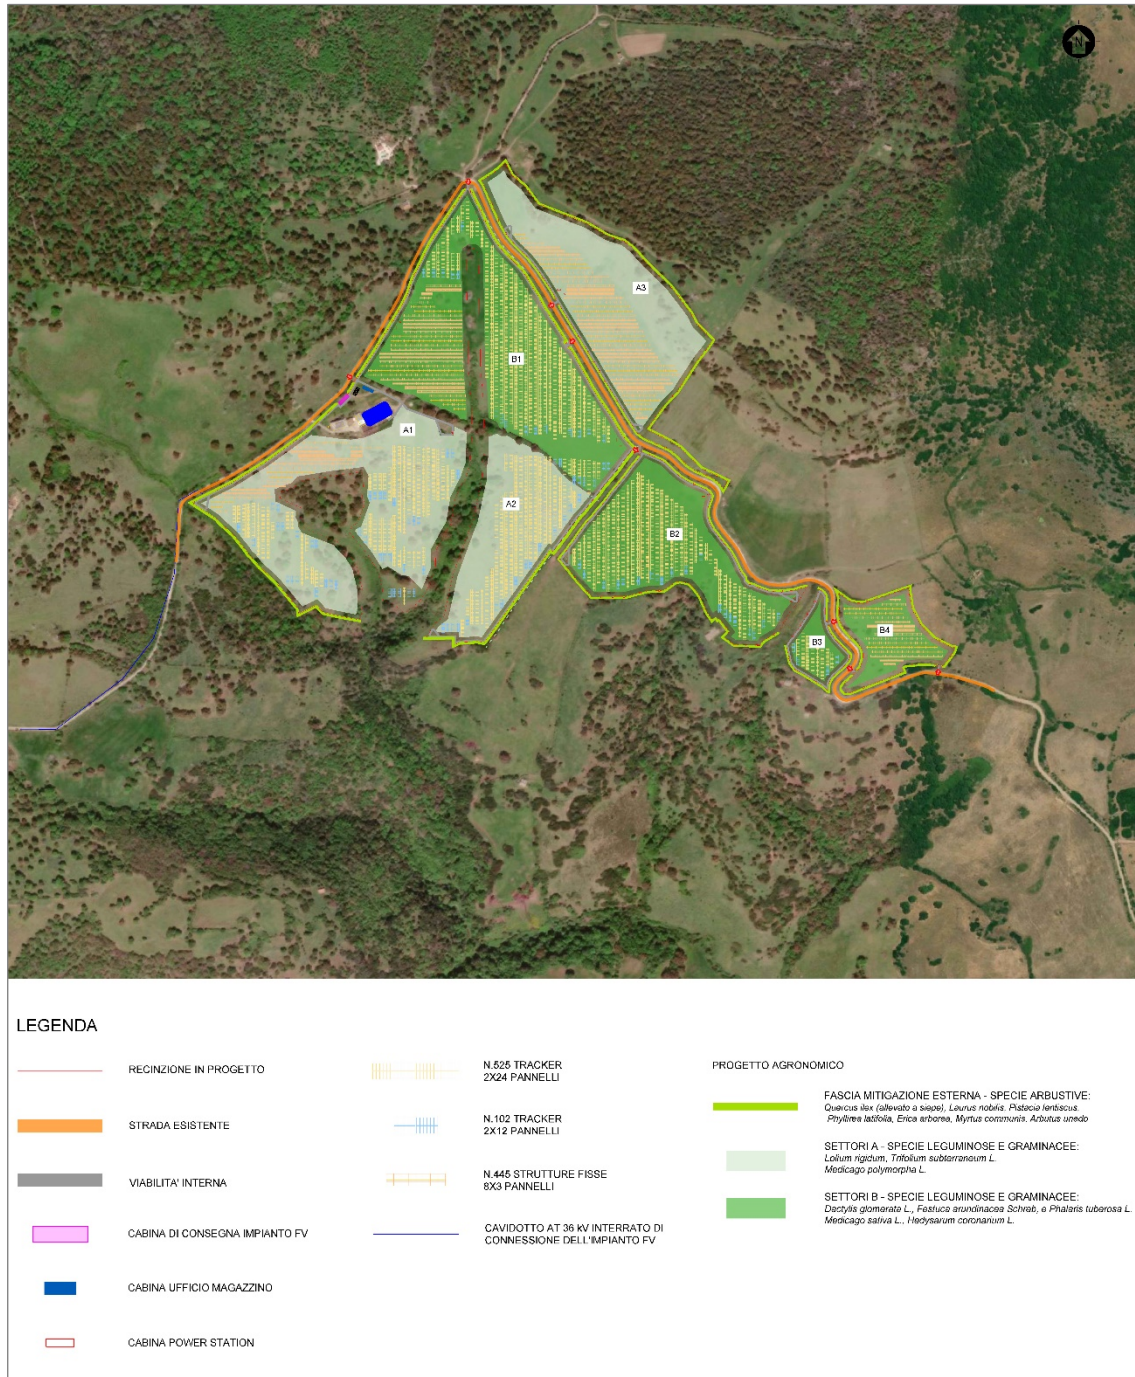 N
A3
B1
A1
A2
B2
B3
B4
LEGENDA
RECINZIONE IN PROGETTO
STRADA ESISTENTE
VIABILITA' INTERNA
CABINA DI CONSEGNA IMPIANTO FV
CABINA UFFICIO MAGAZZINO
CABINA POWER STATION
N.525 TRACKER
2X24 PANNELLI
N.102 TRACKER
2X12 PANNELLI
N.445 STRUTTURE FISSE
8X3 PANNELLI
CAVIDOTTO AT 36 kV INTERRATO DI
CONNESSIONE DELL'IMPIANTO FV
PROGETTO AGRONOMICO
FASCIA MITIGAZIONE ESTERNA - SPECIE ARBUSTIVE:
Quercus ilex (allevato a siepe), Laurus nobilis, Pistacia lentiscus,
Phyllirea latifolia, Erica arborea, Myrtus communis, Arbutus unedo
SETTORI A - SPECIE LEGUMINOSE E GRAMINACEE:
Lolium rigidum, Trifolium subterraneum L.
Medicago polymorpha L.
SETTORI B - SPECIE LEGUMINOSE E GRAMINACEE:
Dactylis glomerata L., Festuca arundinacea Schreb, e Phalaris tuberosa L.
Medicago sativa L., Hedysarum coronarium L.